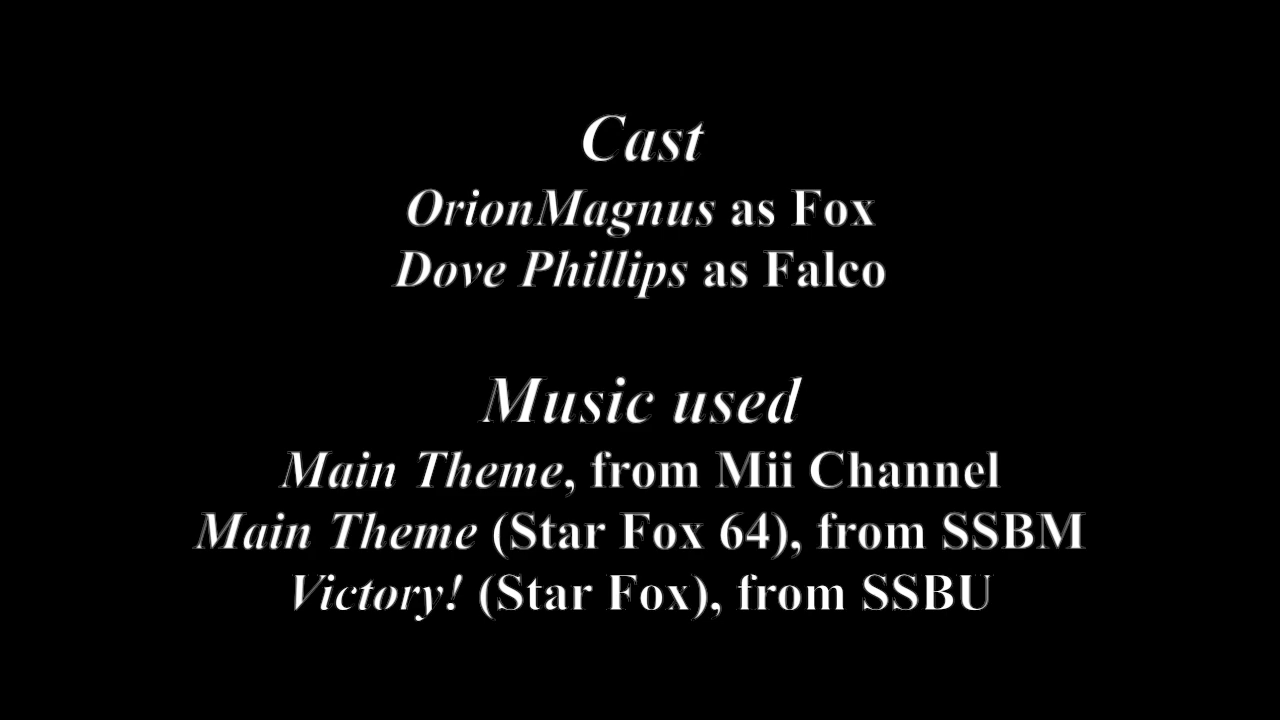 Cast
OrionMagnus as Fox
Dove Phillips as Falco
Music used
Main Theme, from Mii Channel
Main Theme (Star Fox 64), from SSBM
Victory! (Star Fox), from SSBU